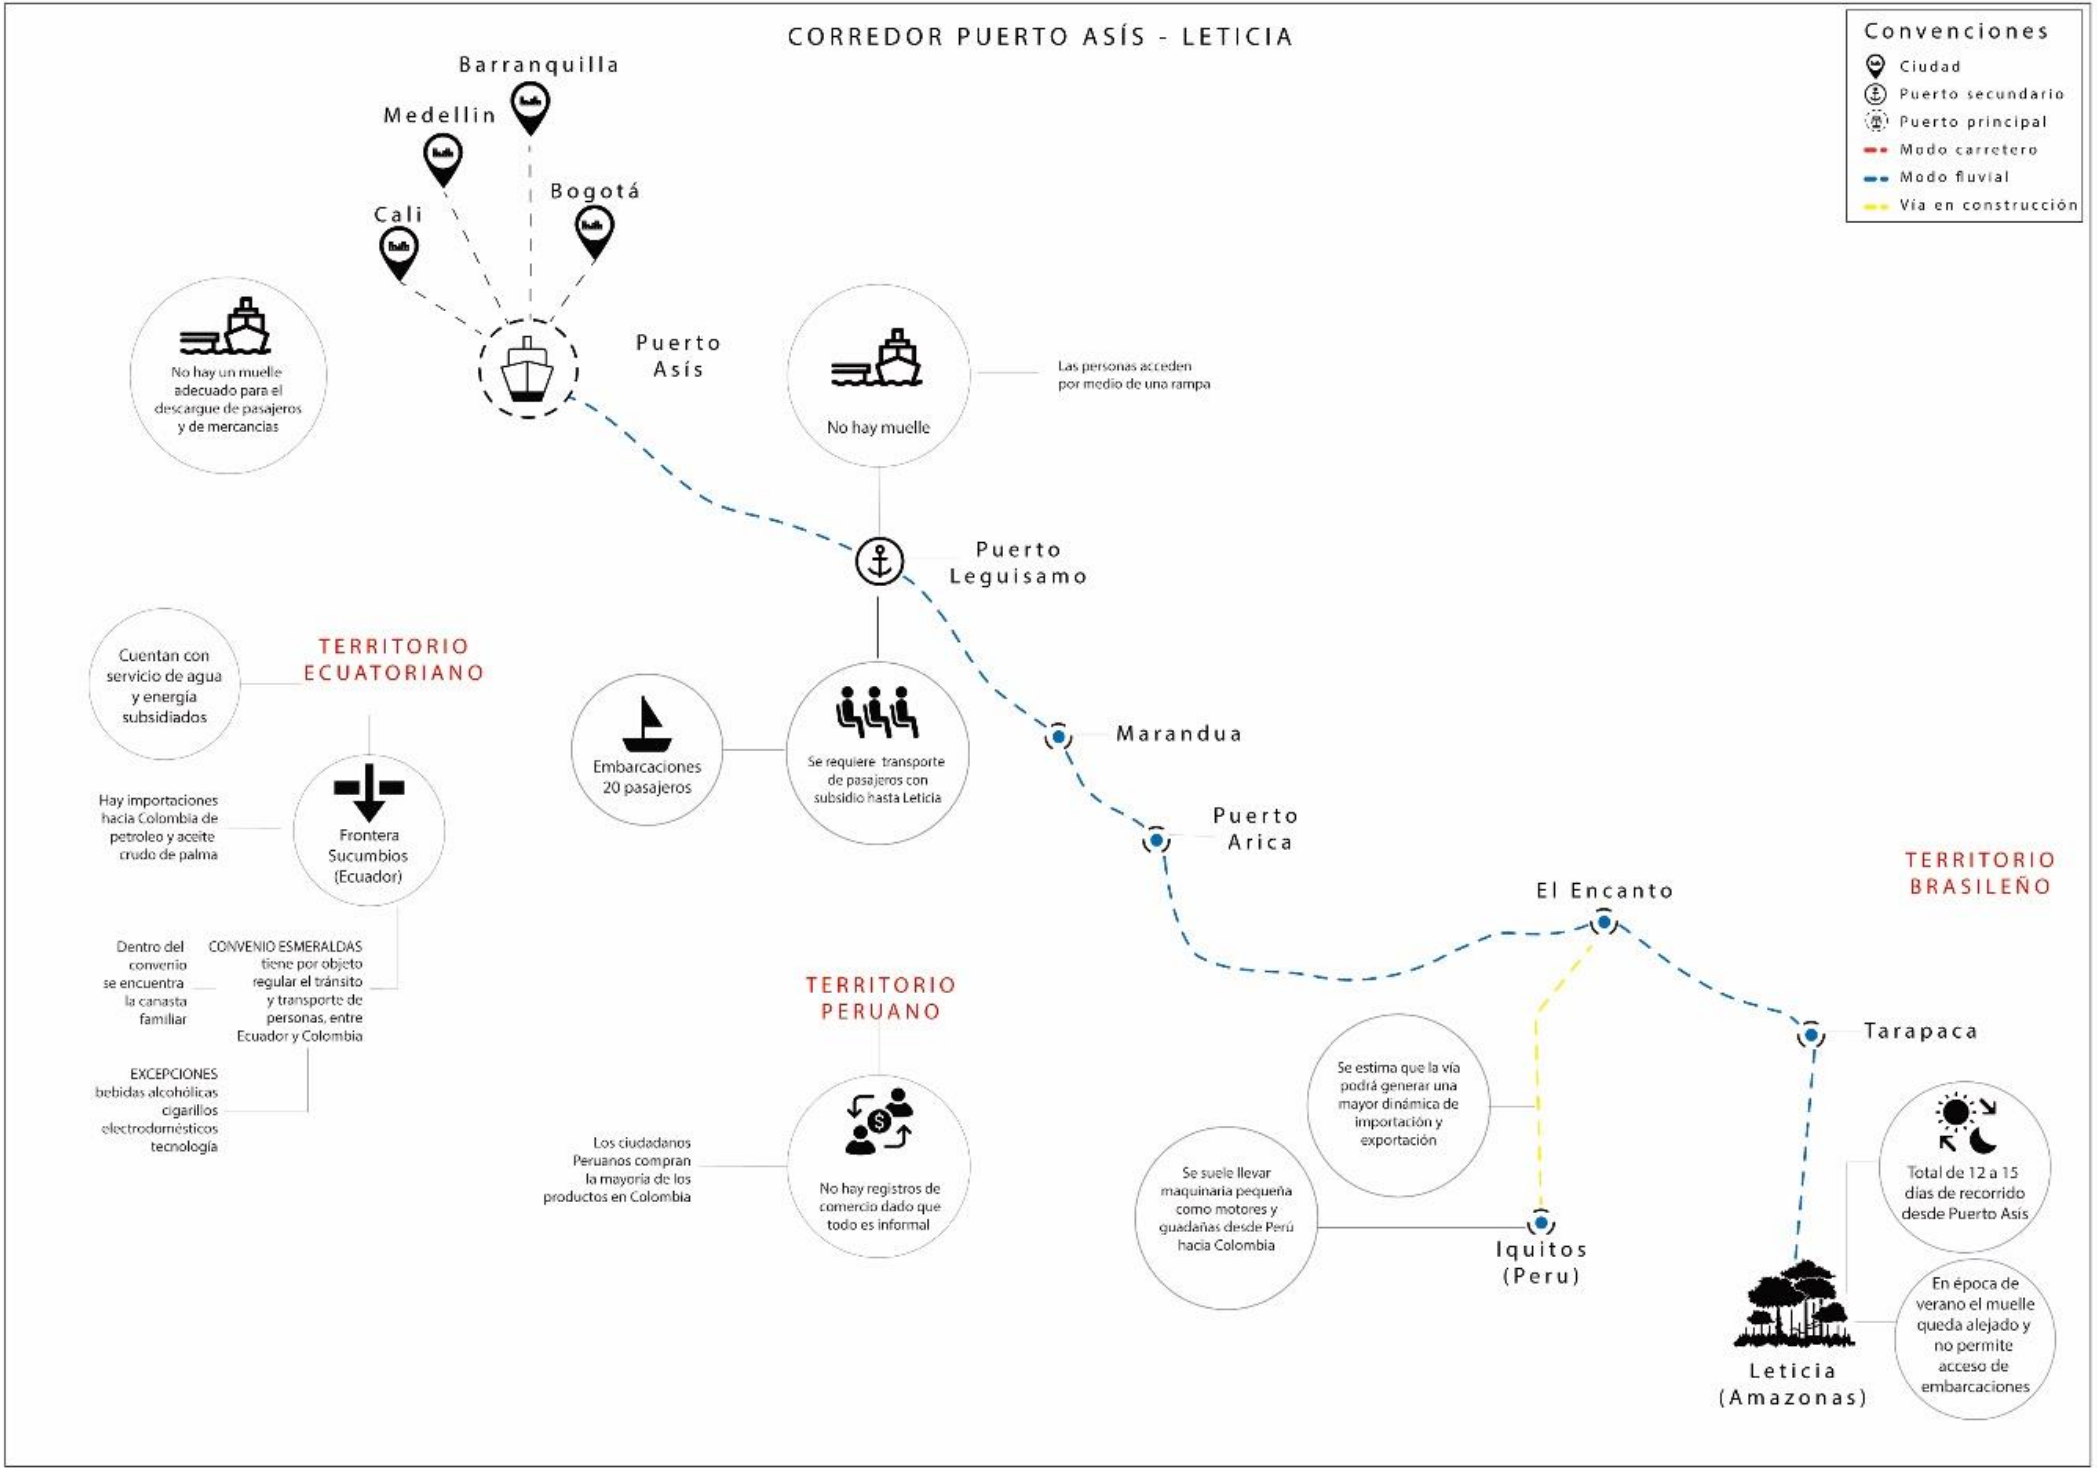 CORREDOR PUERTO ASÍS - LETICIA
Convenciones
Ciudad
Puerto secundario
Puerto principal
Modo carretero
Modo fluvial
Vía en construcción
Barranquilla
Medellin
Bogotá
Cali
Puerto
Asís
No hay un muelle
adecuado para el
descargue de pasajeros
y de mercancias
No hay muelle
Las personas acceden
por medio de una rampa
Puerto
Leguisamo
Cuentan con
servicio de agua
y energía
subsidiados
TERRITORIO
ECUATORIANO
Embarcaciones
20 pasajeros
Se requiere transporte
de pasajeros con
subsidio hasta Leticia
Marandua
Hay importaciones
hacia Colombia de
petroleo y aceite
crudo de palma
Frontera
Sucumbios
(Ecuador)
Puerto
Arica
El Encanto
TERRITORIO
BRASILEÑO
Dentro del
convenio
se encuentra
la canasta
familiar
CONVENIO ESMERALDAS
tiene por objeto
regular el tránsito
y transporte de
personas, entre
Ecuador y Colombia
EXCEPCIONES
bebidas alcohólicas
cigarillos
electrodomésticos
tecnología
TERRITORIO
PERUANO
Los ciudadanos
Peruanos compran
la mayoria de los
productos en Colombia
No hay registros de
comercio dado que
todo es informal
Se estima que la vía
podrá generar una
mayor dinámica de
importación y
exportación
Se suele llevar
maquinaria pequeña
como motores y
guadañas desde Perú
hacia Colombia
Iquitos
(Peru)
Tarapaca
Total de 12 a 15
dias de recorrido
desde Puerto Asís
En época de
verano el muelle
queda alejado y
no permite
acceso de
embarcaciones
Leticia
(Amazonas)